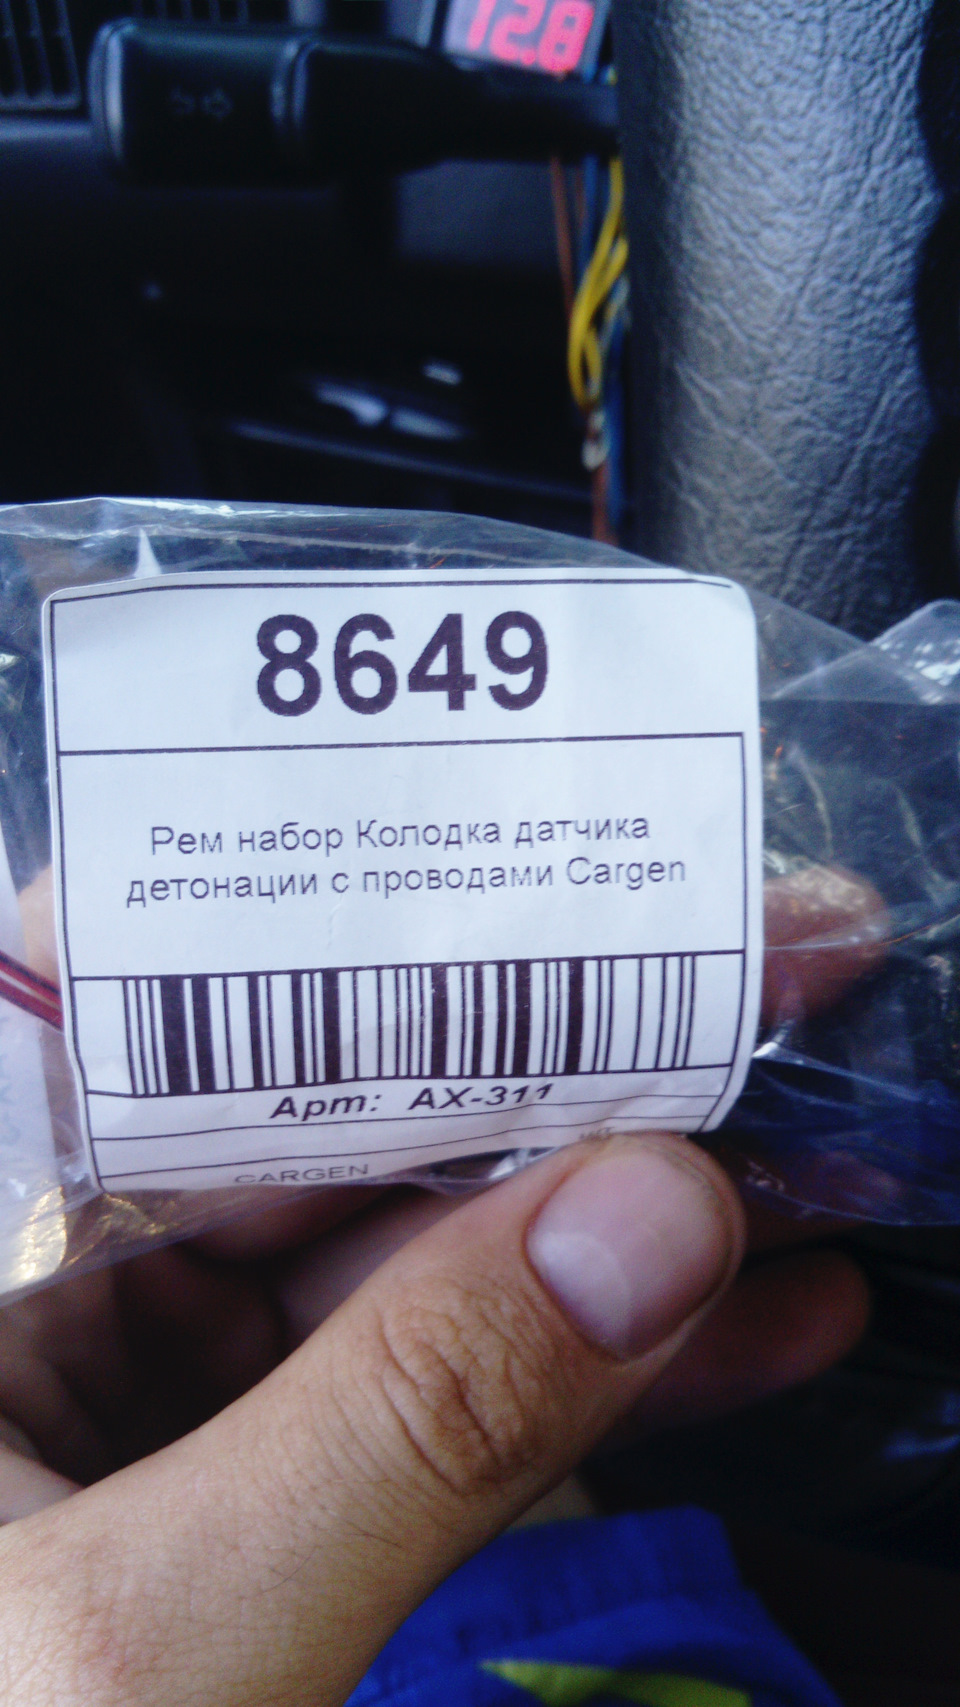 12.8
8649
Рем набор Колодка датчика
детонации с проводами Cargen
Арт: AX-311
CARGEN